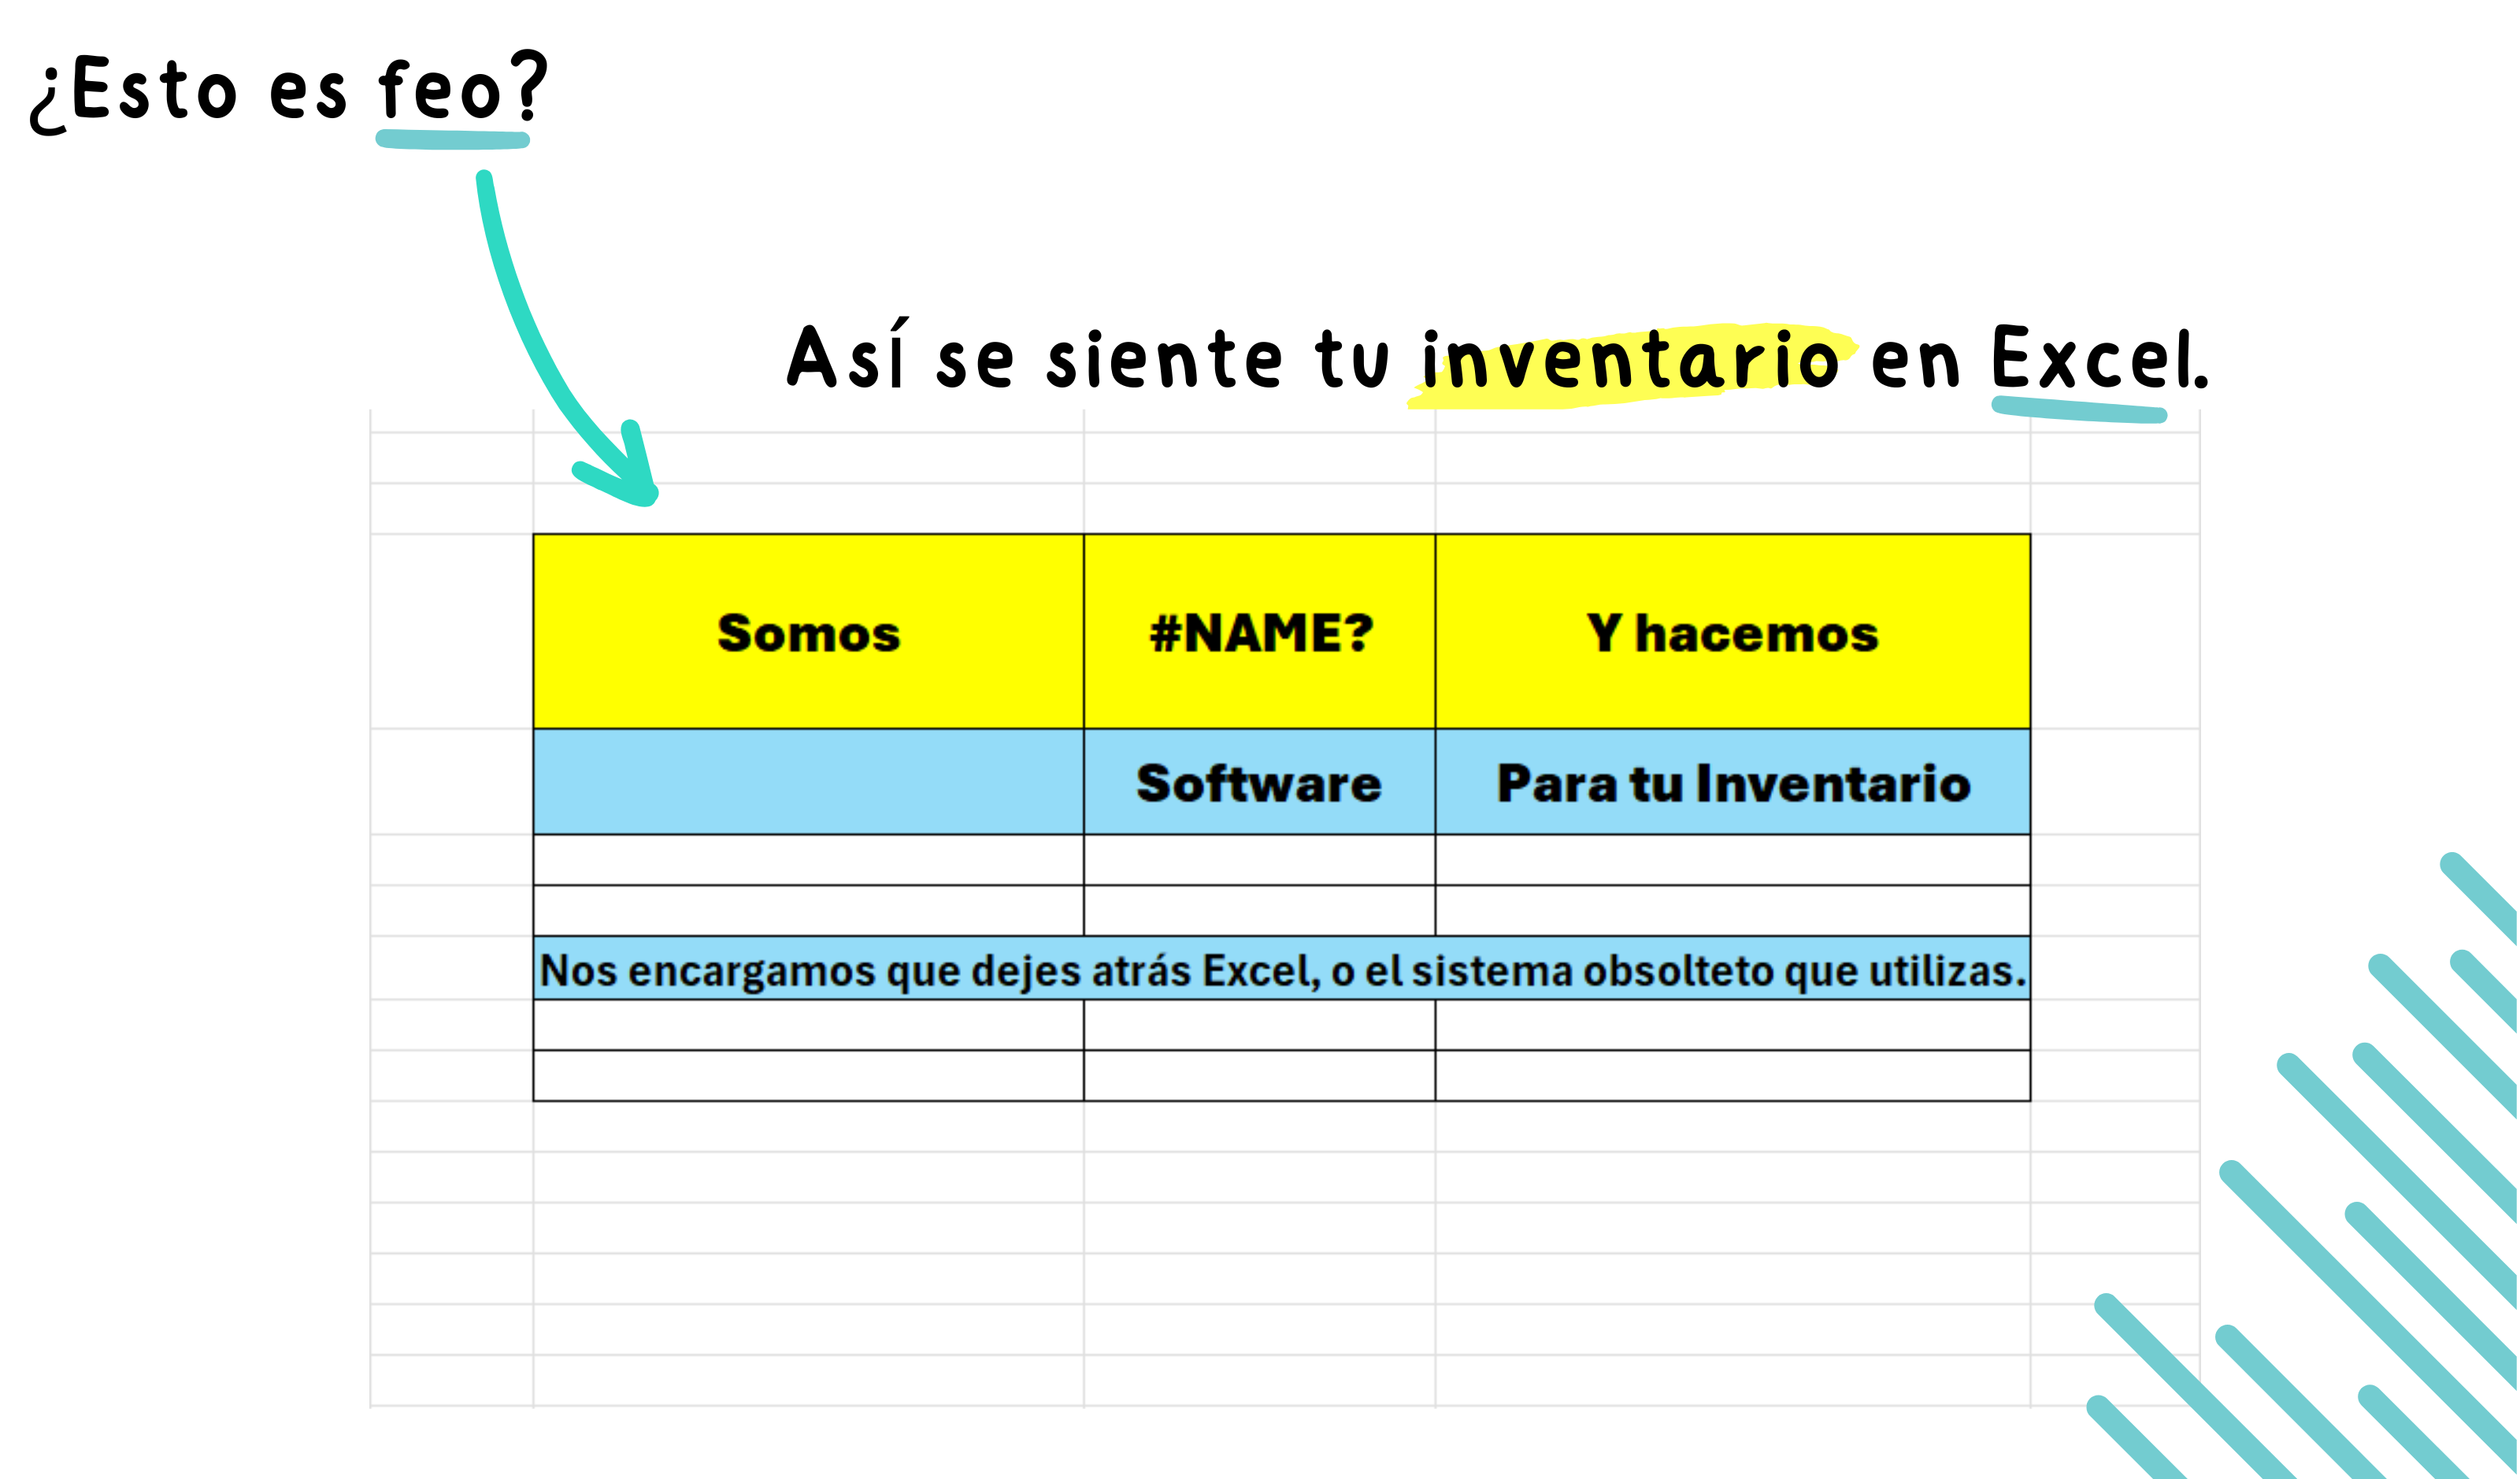 ¿Esto es feo?
Así se siente tu inventario en Excel.
Somos #NAME? Y hacemos
Software Para tu Inventario
Nos encargamos que dejes atrás Excel, o el sistema obsolteto que utilizas.